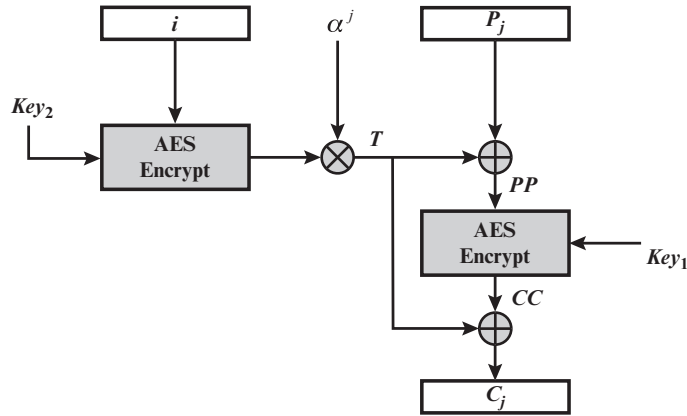 i
α^j
P_j
Key_2
AES
Encrypt
T
PP
AES
Encrypt
Key_1
CC
C_j